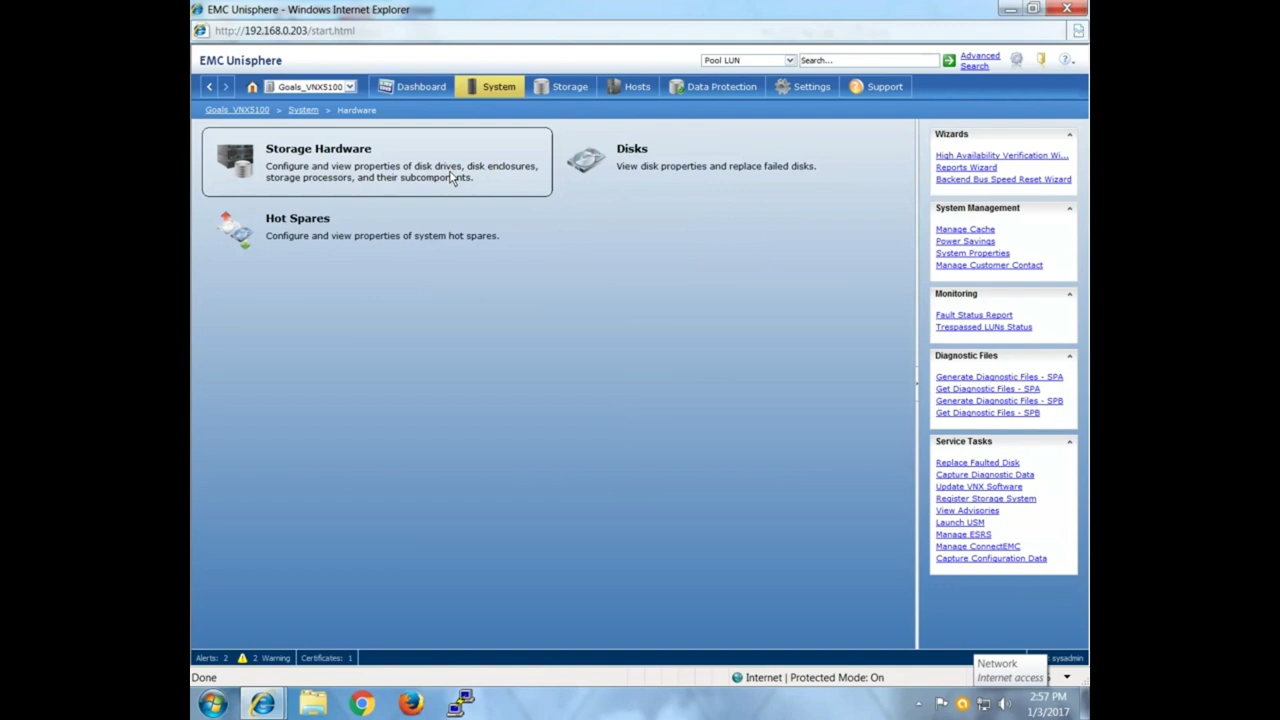 EMC Unisphere - Windows Internet Explorer
http://192.168.0.203/start.html
EMC Unisphere
Pool LUN
Search...
Advanced Search
Goals_VNX5100
Dashboard
System
Storage
Hosts
Data Protection
Settings
Support
Goals_VNX5100 > System > Hardware
Storage Hardware
Configure and view properties of disk drives, disk enclosures,
storage processors, and their subcomponents.
Disks
View disk properties and replace failed disks.
Hot Spares
Configure and view properties of system hot spares.
Wizards
High Availability Verification Wi...
Reports Wizard
Backend Bus Speed Reset Wizard
System Management
Manage Cache
Power Savings
System Properties
Manage Customer Contact
Monitoring
Fault Status Report
Trespassed LUNs Status
Diagnostic Files
Generate Diagnostic Files - SPA
Get Diagnostic Files - SPA
Generate Diagnostic Files - SPB
Get Diagnostic Files - SPB
Service Tasks
Replace Faulted Disk
Capture Diagnostic Data
Update VNX Software
Register Storage System
View Advisories
Launch USM
Manage ESRS
Manage ConnectEMC
Capture Configuration Data
Alerts: 2
2 Warning
Certificates: 1
sysadmin
Network
Internet access
Done
Internet | Protected Mode: On
2:57 PM
1/3/2017